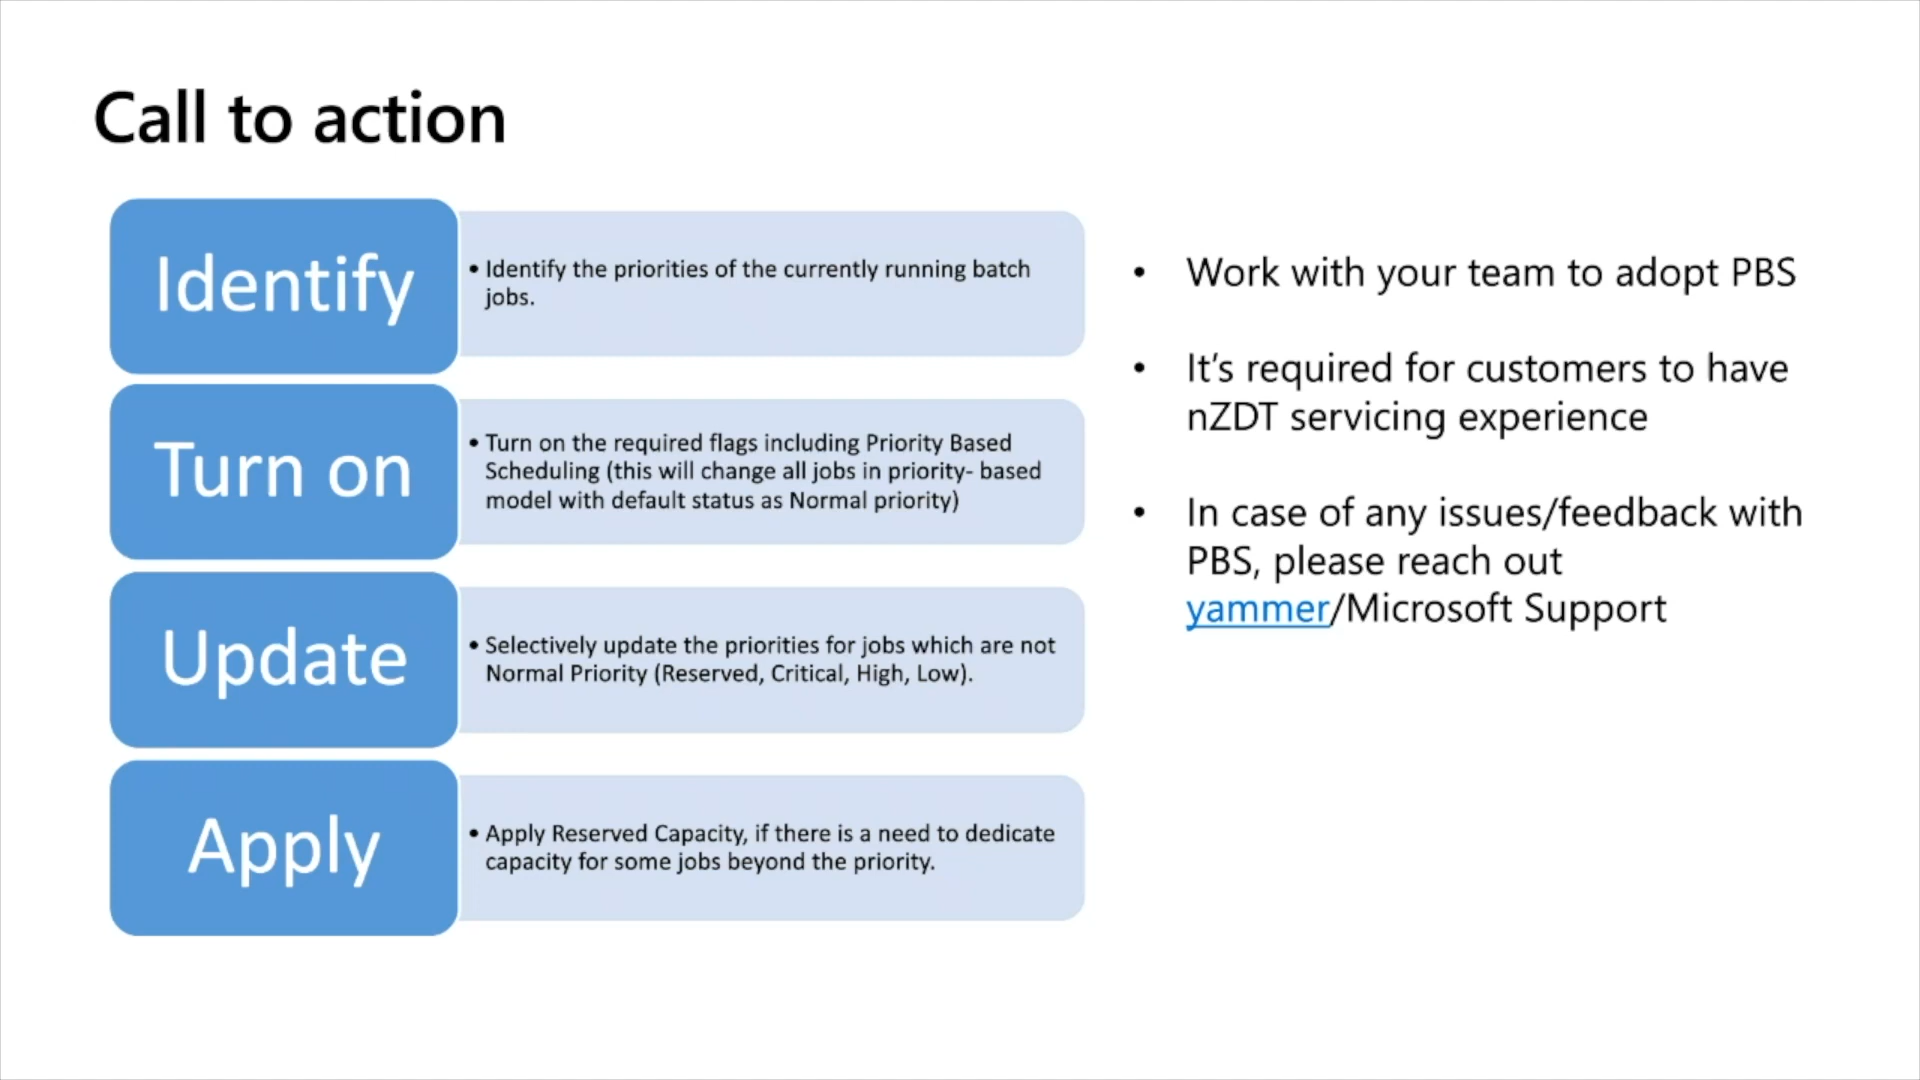 Call to action
Identify
• Identify the priorities of the currently running batch
jobs.
Turn on
• Turn on the required flags including Priority Based
Scheduling (this will change all jobs in priority- based
model with default status as Normal priority)
Update
• Selectively update the priorities for jobs which are not
Normal Priority (Reserved, Critical, High, Low).
Apply
• Apply Reserved Capacity, if there is a need to dedicate
capacity for some jobs beyond the priority.
• Work with your team to adopt PBS
• It’s required for customers to have
nZDT servicing experience
• In case of any issues/feedback with
PBS, please reach out
yammer/Microsoft Support